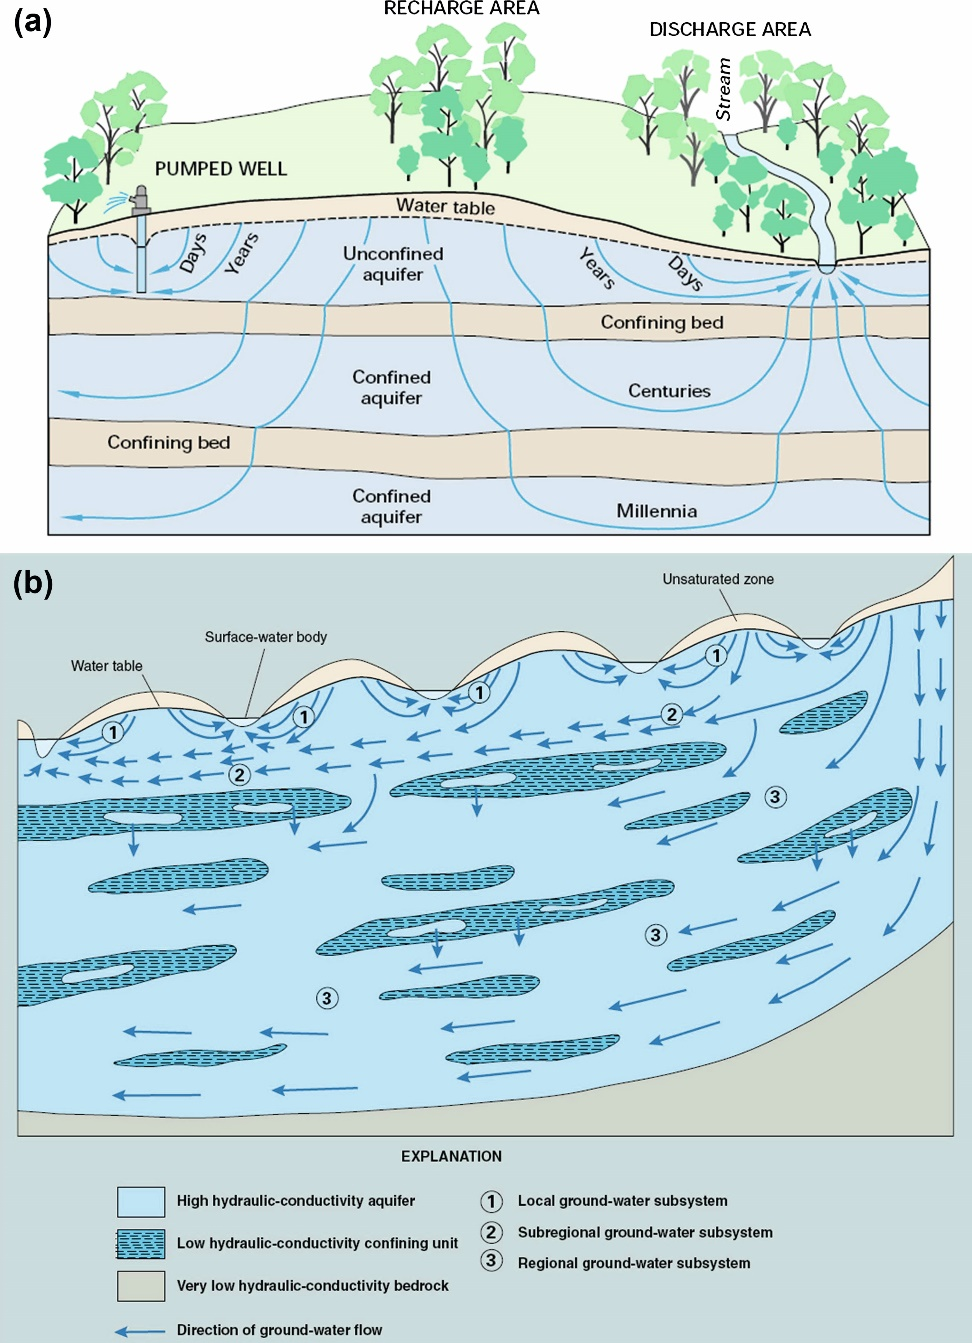 (a)
RECHARGE AREA
DISCHARGE AREA
Stream
PUMPED WELL
Water table
Days
Years
Unconfined
aquifer
Years
Days
Confining bed
Confined
aquifer
Centuries
Confining bed
Confined
aquifer
Millennia
(b)
Unsaturated zone
Surface-water body
Water table
1
1
1
1
2
2
3
3
3
EXPLANATION
High hydraulic-conductivity aquifer
Low hydraulic-conductivity confining unit
Very low hydraulic-conductivity bedrock
Direction of ground-water flow
1 Local ground-water subsystem
2 Subregional ground-water subsystem
3 Regional ground-water subsystem